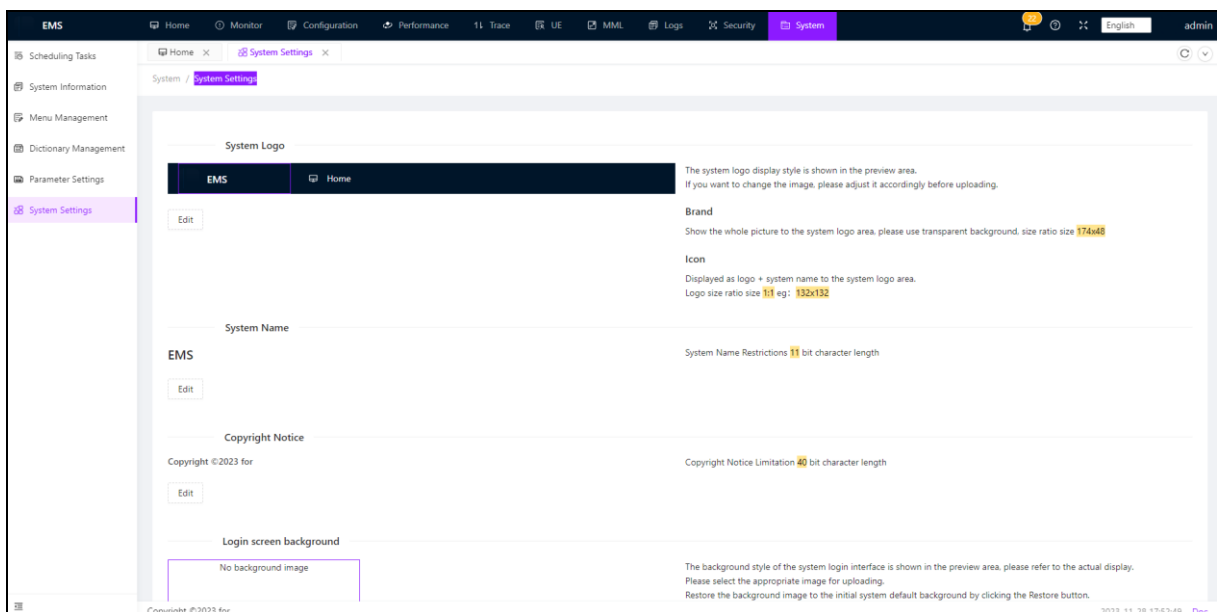 EMS Home Monitor Configuration Performance Trace UE MML Logs Security System 22 English admin
Scheduling Tasks
System Information
Menu Management
Dictionary Management
Parameter Settings
System Settings
Home System Settings
System / System Settings
System Logo
EMS Home
Edit
The system logo display style is shown in the preview area.
If you want to change the image, please adjust it accordingly before uploading.
Brand
Show the whole picture to the system logo area, please use transparent background, size ratio size 174x48
Icon
Displayed as logo + system name to the system logo area.
Logo size ratio size 1:1 eg: 132x132
System Name
EMS
Edit
System Name Restrictions 11 bit character length
Copyright Notice
Copyright ©2023 for
Edit
Copyright Notice Limitation 40 bit character length
Login screen background
No background image
The background style of the system login interface is shown in the preview area, please refer to the actual display.
Please select the appropriate image for uploading.
Restore the background image to the initial system default background by clicking the Restore button.
Copyright ©2023 for
2023-11-28 17:52:49 Doc